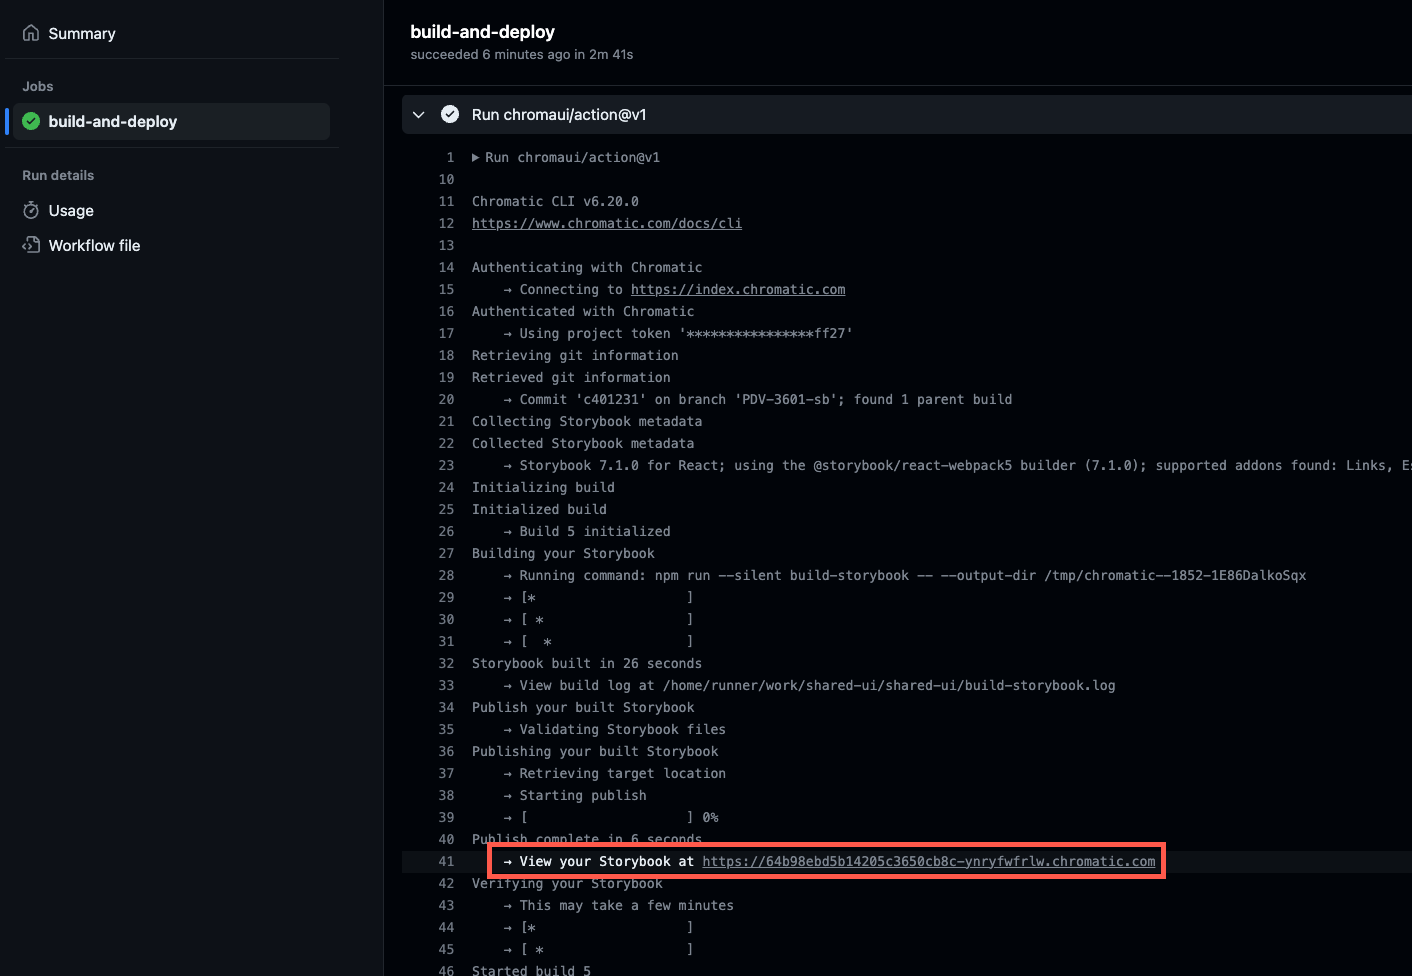 Summary
Jobs
build-and-deploy
Run details
Usage
Workflow file
build-and-deploy
succeeded 6 minutes ago in 2m 41s
Run chromaui/action@v1
1 Run chromaui/action@v1
10
11 Chromatic CLI v6.20.0
12 https://www.chromatic.com/docs/cli
13
14 Authenticating with Chromatic
15 → Connecting to https://index.chromatic.com
16 Authenticated with Chromatic
17 → Using project token '****************ff27'
18 Retrieving git information
19 Retrieved git information
20 → Commit 'c401231' on branch 'PDV-3601-sb'; found 1 parent build
21 Collecting Storybook metadata
22 Collected Storybook metadata
23 → Storybook 7.1.0 for React; using the @storybook/react-webpack5 builder (7.1.0); supported addons found: Links, Es
24 Initializing build
25 Initialized build
26 → Build 5 initialized
27 Building your Storybook
28 → Running command: npm run --silent build-storybook -- --output-dir /tmp/chromatic--1852-1E86DalkoSqx
29 → [*                   ]
30 → [ *                  ]
31 → [  *                 ]
32 Storybook built in 26 seconds
33 → View build log at /home/runner/work/shared-ui/shared-ui/build-storybook.log
34 Publish your built Storybook
35 → Validating Storybook files
36 Publishing your built Storybook
37 → Retrieving target location
38 → Starting publish
39 → [                    ] 0%
40 Publish complete in 6 seconds
41 → View your Storybook at https://64b98ebd5b14205c3650cb8c-ynryfwfrlw.chromatic.com
42 Verifying your Storybook
43 → This may take a few minutes
44 → [*                   ]
45 → [ *                  ]
46 Started build 5